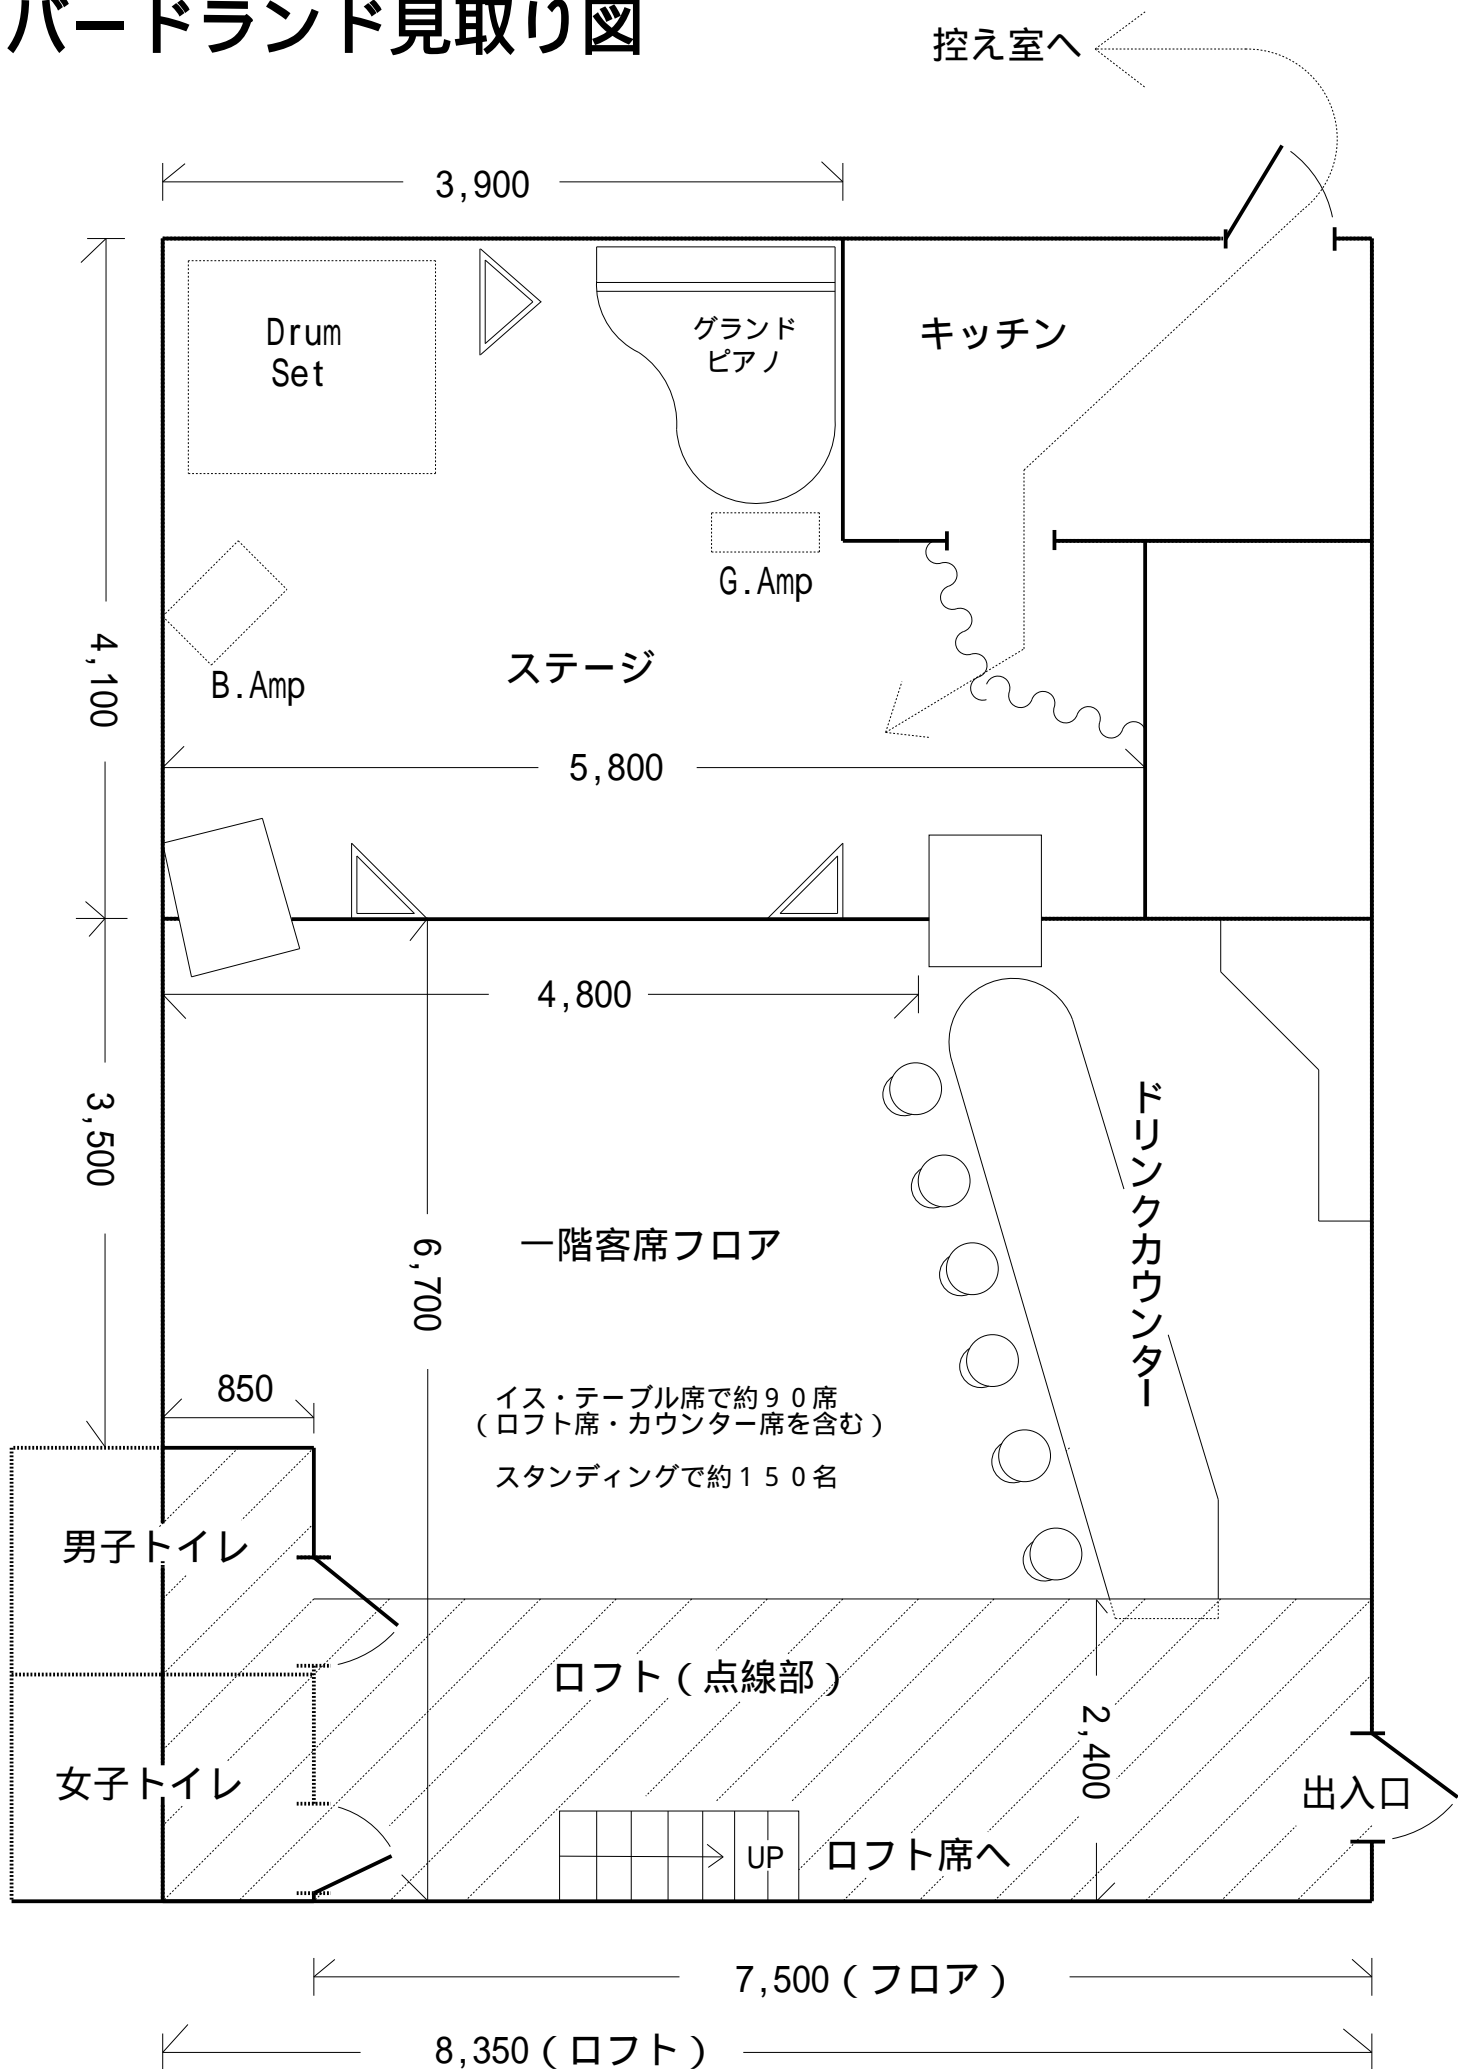 バードランド見取り図
控え室へ
3,900
Drum
Set
グランド
ピアノ
キッチン
G.Amp
4,100
ステージ
B.Amp
5,800
4,800
3,500
ドリンクカウンター
一階客席フロア
6,700
850
イス・テーブル席で約９０席
（ロフト席・カウンター席を含む）
スタンディングで約１５０名
男子トイレ
ロフト（点線部）
2,400
女子トイレ
出入口
UP
ロフト席へ
7,500（フロア）
8,350（ロフト）